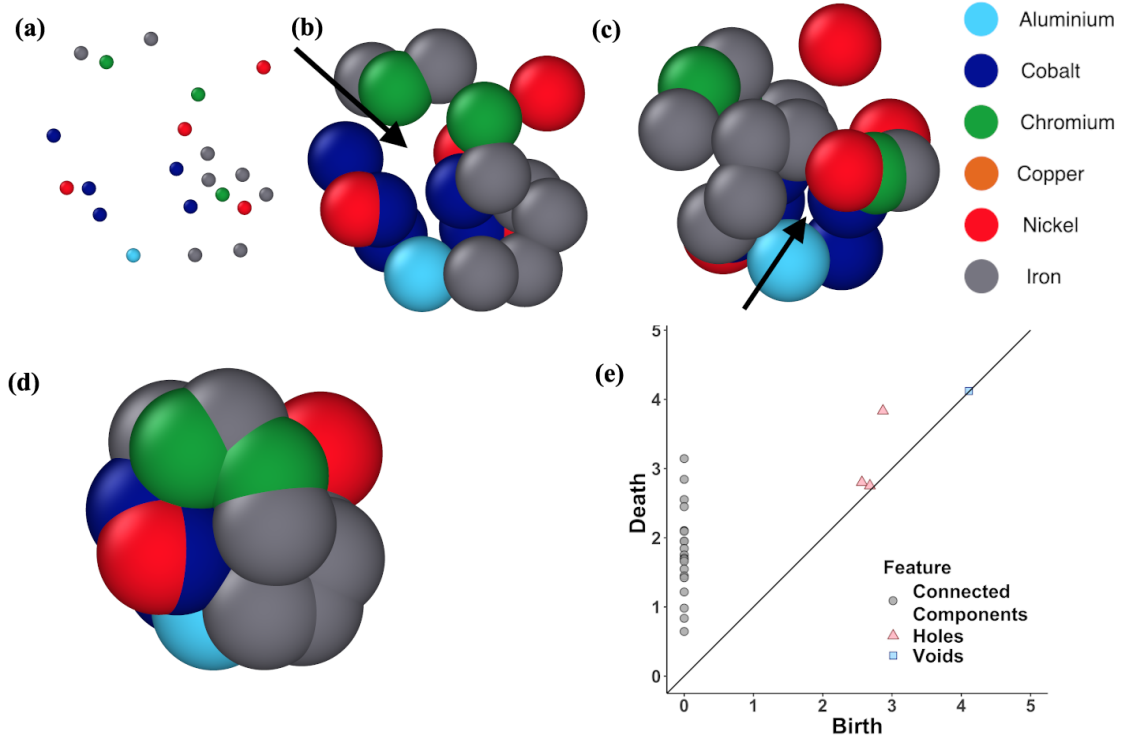 (a)
(b)
(c)
Aluminium
Cobalt
Chromium
Copper
Nickel
Iron
(d)
(e)
5
4
3
2
1
0
Death
0 1 2 3 4 5
Birth
Feature
Connected
Components
Holes
Voids